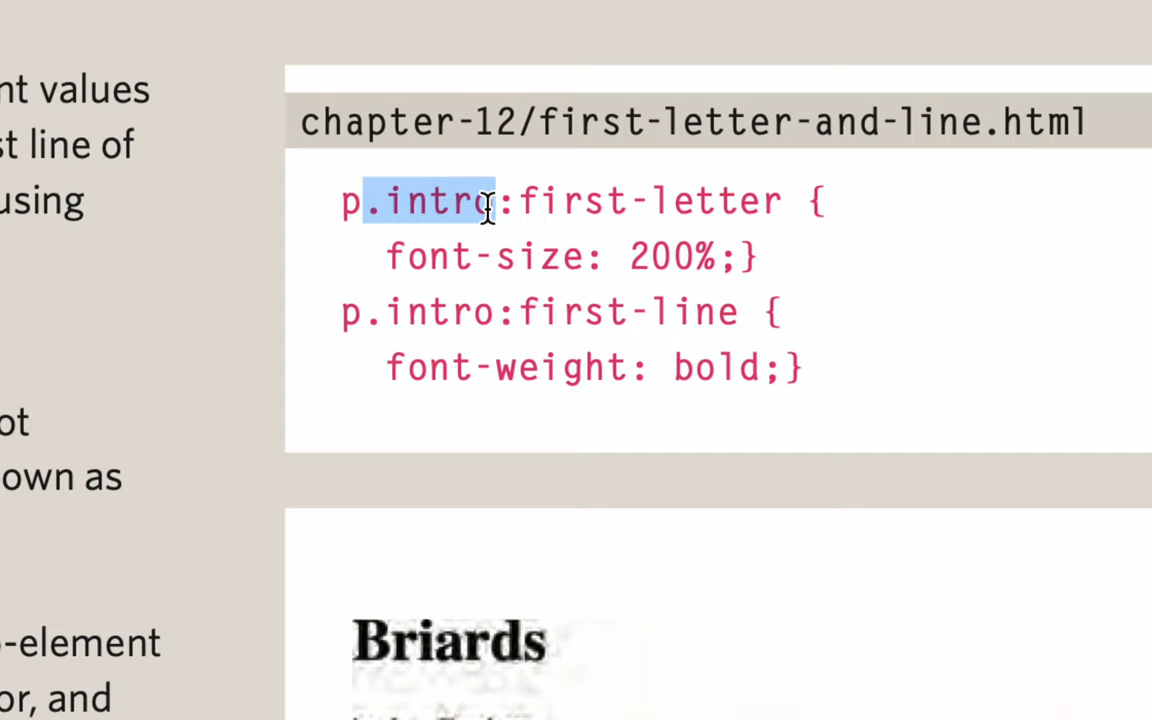 nt values
st line of
using
ot
own as
-element
or, and
chapter-12/first-letter-and-line.html
p.intro:first-letter {
font-size: 200%;}
p.intro:first-line {
font-weight: bold;}
Briards